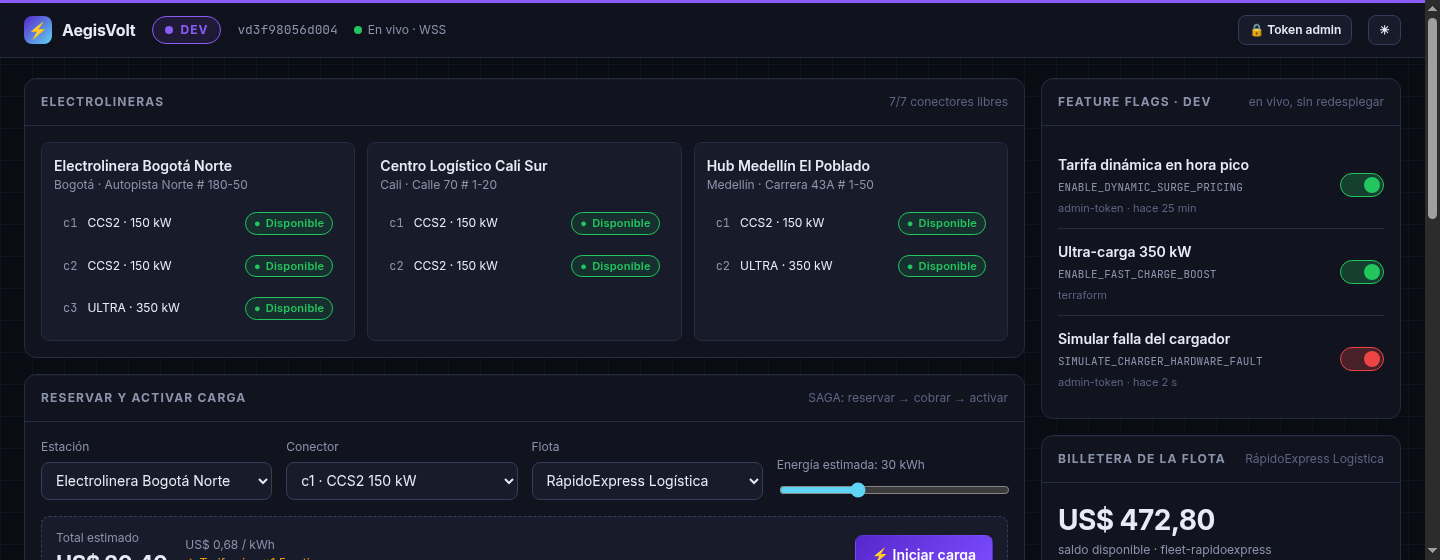 ⚡ AegisVolt
DEV
vd3f98056d004
En vivo · WSS
🔒 Token admin
☀
ELECTROLINERAS
7/7 conectores libres
Electrolinera Bogotá Norte
Bogotá · Autopista Norte # 180-50
c1 CCS2 · 150 kW ● Disponible
c2 CCS2 · 150 kW ● Disponible
c3 ULTRA · 350 kW ● Disponible
Centro Logístico Cali Sur
Cali · Calle 70 # 1-20
c1 CCS2 · 150 kW ● Disponible
c2 CCS2 · 150 kW ● Disponible
Hub Medellín El Poblado
Medellín · Carrera 43A # 1-50
c1 CCS2 · 150 kW ● Disponible
c2 ULTRA · 350 kW ● Disponible
FEATURE FLAGS · DEV
en vivo, sin redesplegar
Tarifa dinámica en hora pico
ENABLE_DYNAMIC_SURGE_PRICING
admin-token · hace 25 min
Ultra-carga 350 kW
ENABLE_FAST_CHARGE_BOOST
terraform
Simular falla del cargador
SIMULATE_CHARGER_HARDWARE_FAULT
admin-token · hace 2 s
RESERVAR Y ACTIVAR CARGA
SAGA: reservar → cobrar → activar
Estación
Electrolinera Bogotá Norte
Conector
c1 · CCS2 150 kW
Flota
RápidoExpress Logística
Energía estimada: 30 kWh
Total estimado
US$ 0,68 / kWh
⚡ Iniciar carga
BILLETERA DE LA FLOTA
RápidoExpress Logística
US$ 472,80
saldo disponible · fleet-rapidoexpress